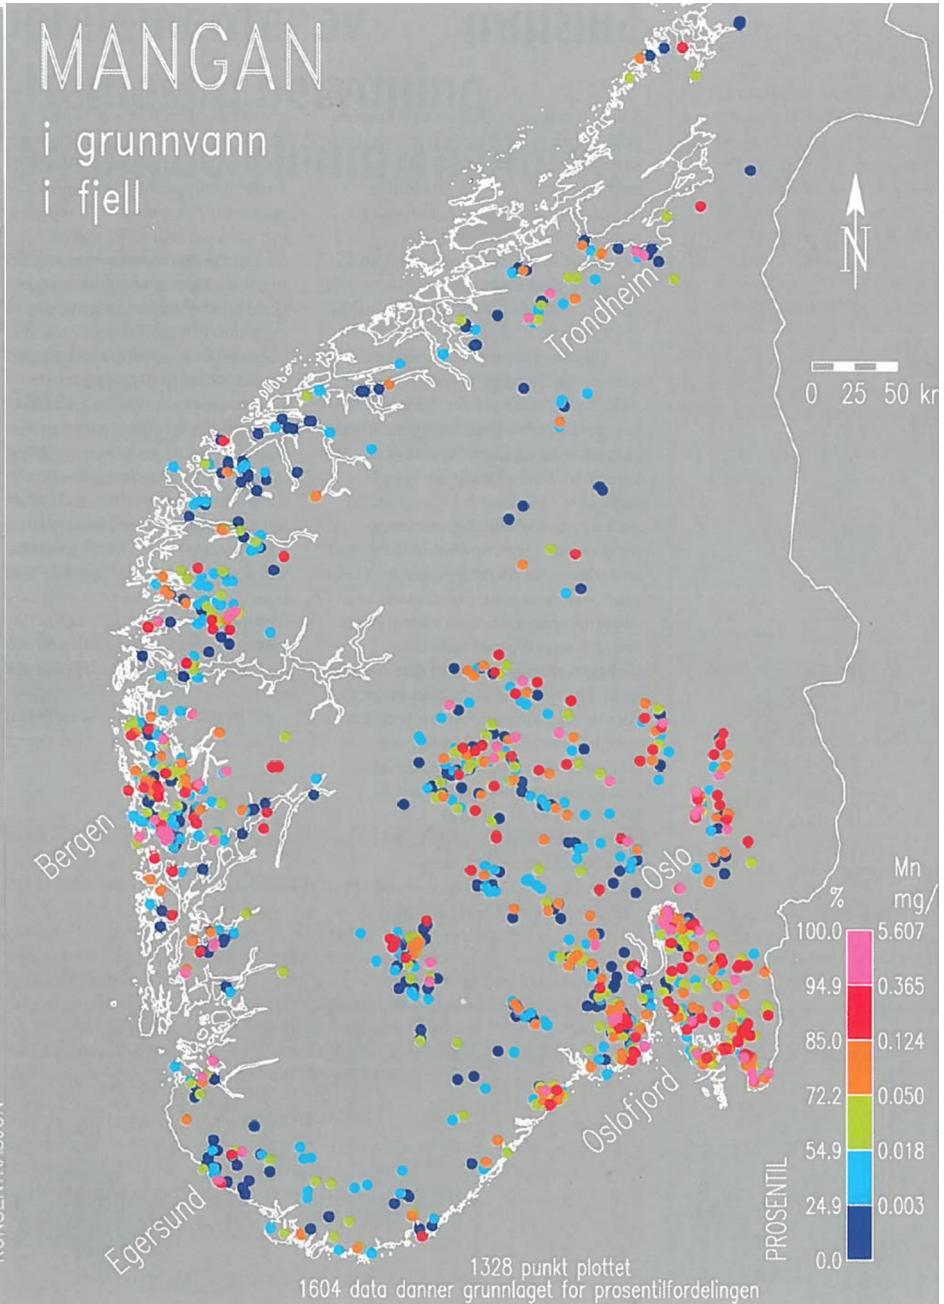 MANGAN
i grunnvann
i fjell
N
0 25 50 km
Trondheim
Bergen
Oslo
Oslofjord
Egersund
Mn
% mg/
100.0 5.607
94.9 0.365
85.0 0.124
72.2 0.050
54.9 0.018
24.9 0.003
0.0
PROSENTIL
1328 punkt plottet
1604 data danner grunnlaget for prosentilfordelingen